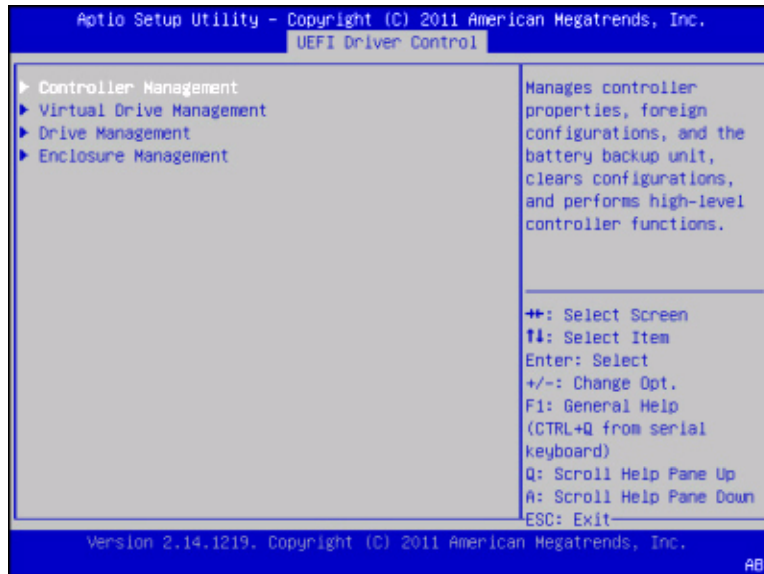 Aptio Setup Utility – Copyright (C) 2011 American Megatrends, Inc.
UEFI Driver Control
▶ Controller Management
▶ Virtual Drive Management
▶ Drive Management
▶ Enclosure Management
Manages controller
properties, foreign
configurations, and the
battery backup unit,
clears configurations,
and performs high-level
controller functions.
→←: Select Screen
↑↓: Select Item
Enter: Select
+/-: Change Opt.
F1: General Help
(CTRL+Q from serial
keyboard)
Q: Scroll Help Pane Up
A: Scroll Help Pane Down
ESC: Exit
Version 2.14.1219. Copyright (C) 2011 American Megatrends, Inc.
AB